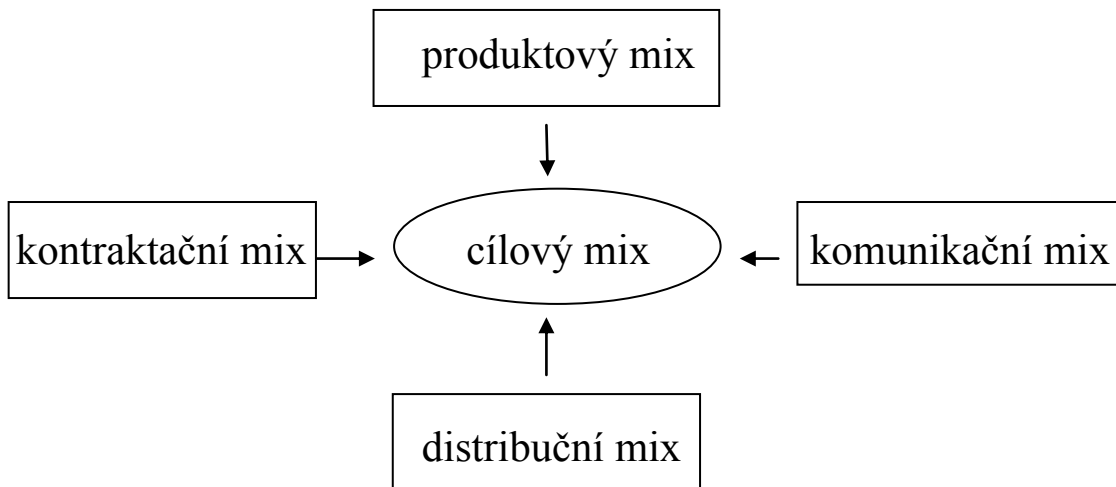 produktový mix
kontraktační mix
cílový mix
komunikační mix
distribuční mix